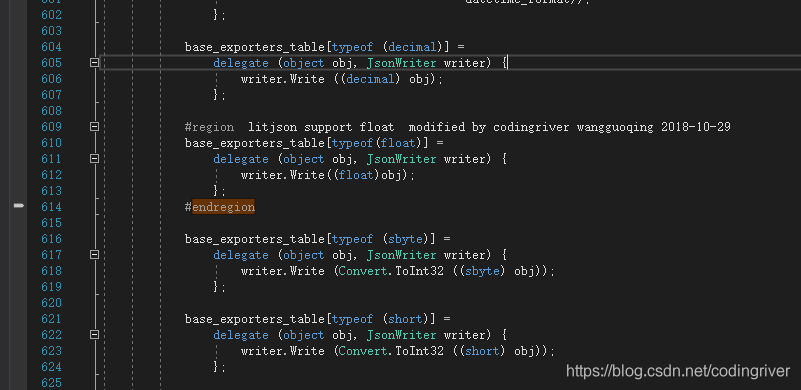 601 datetime_format));
602 };
603
604 base_exporters_table[typeof (decimal)] =
605 delegate (object obj, JsonWriter writer) {
606 writer.Write ((decimal) obj);
607 };
608
609 #region litjson support float modified by codingriver wangguoqing 2018-10-29
610 base_exporters_table[typeof(float)] =
611 delegate (object obj, JsonWriter writer) {
612 writer.Write((float)obj);
613 };
614 #endregion
615
616 base_exporters_table[typeof (sbyte)] =
617 delegate (object obj, JsonWriter writer) {
618 writer.Write (Convert.ToInt32 ((sbyte) obj));
619 };
620
621 base_exporters_table[typeof (short)] =
622 delegate (object obj, JsonWriter writer) {
623 writer.Write (Convert.ToInt32 ((short) obj));
624 };
625
https://blog.csdn.net/codingriver